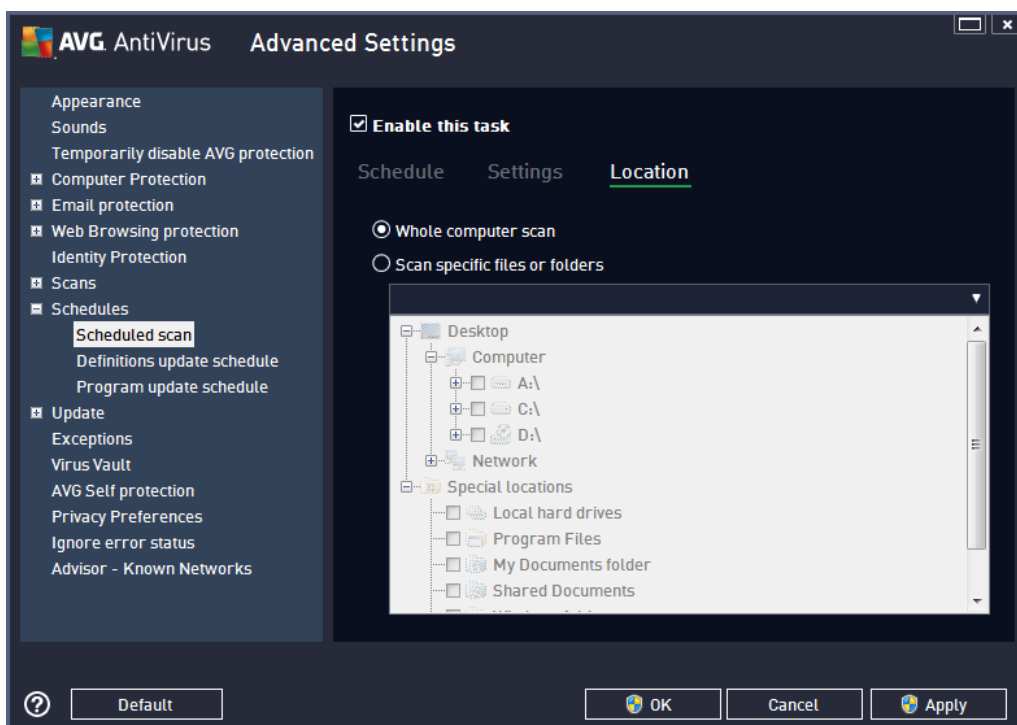 AVG. AntiVirus Advanced Settings
Appearance
Sounds
Temporarily disable AVG protection
Computer Protection
Email protection
Web Browsing protection
Identity Protection
Scans
Schedules
Scheduled scan
Definitions update schedule
Program update schedule
Update
Exceptions
Virus Vault
AVG Self protection
Privacy Preferences
Ignore error status
Advisor - Known Networks
Enable this task
Schedule Settings Location
Whole computer scan
Scan specific files or folders
Desktop
Computer
A:\
C:\
D:\
Network
Special locations
Local hard drives
Program Files
My Documents folder
Shared Documents
? Default OK Cancel Apply